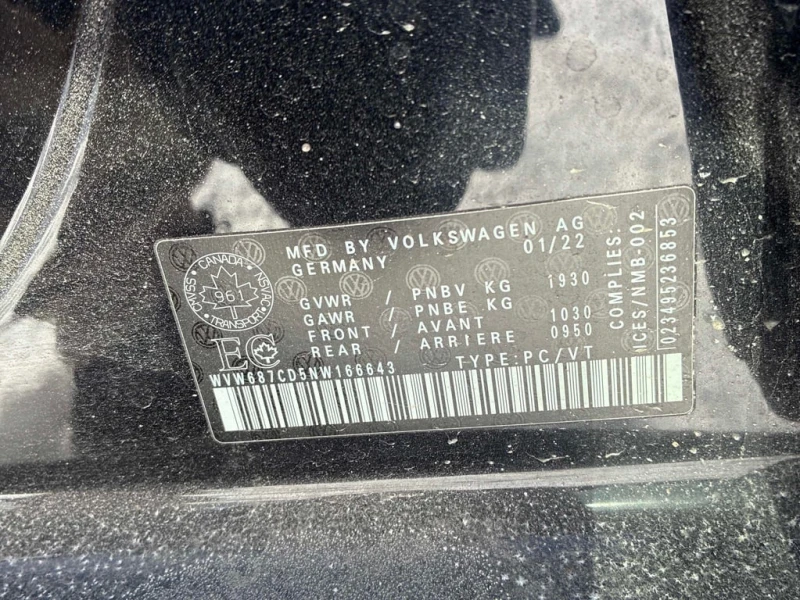 MFD BY VOLKSWAGEN AG
GERMANY 01/22
GVWR / PNBV KG 1930
GAWR / PNBE KG
FRONT / AVANT 1030
REAR / ARRIERE 0950
TYPE: PC/VT
WVW687CD5NW166643
COMPLIES:
ICES/NMB-002
023495236853
CANADA
961
TRANSPORT
EC